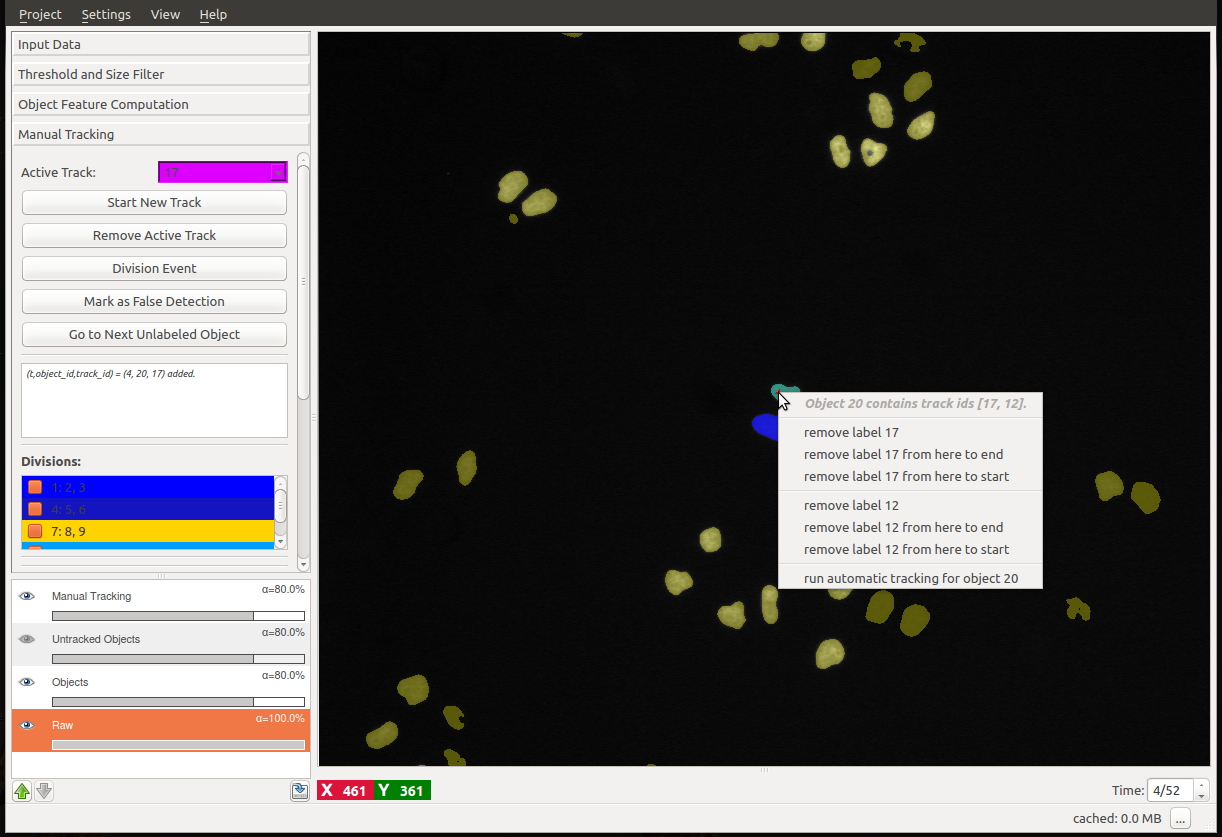 Project Settings View Help
Input Data
Threshold and Size Filter
Object Feature Computation
Manual Tracking
Active Track: 17
Start New Track
Remove Active Track
Division Event
Mark as False Detection
Go to Next Unlabeled Object
(t,object_id,track_id) = (4, 20, 17) added.
Divisions:
1: 2, 3
4: 5, 6
7: 8, 9
Manual Tracking α=80.0%
Untracked Objects α=80.0%
Objects α=80.0%
Raw α=100.0%
Object 20 contains track ids [17, 12].
remove label 17
remove label 17 from here to end
remove label 17 from here to start
remove label 12
remove label 12 from here to end
remove label 12 from here to start
run automatic tracking for object 20
X 461 Y 361
Time: 4/52
cached: 0.0 MB ...